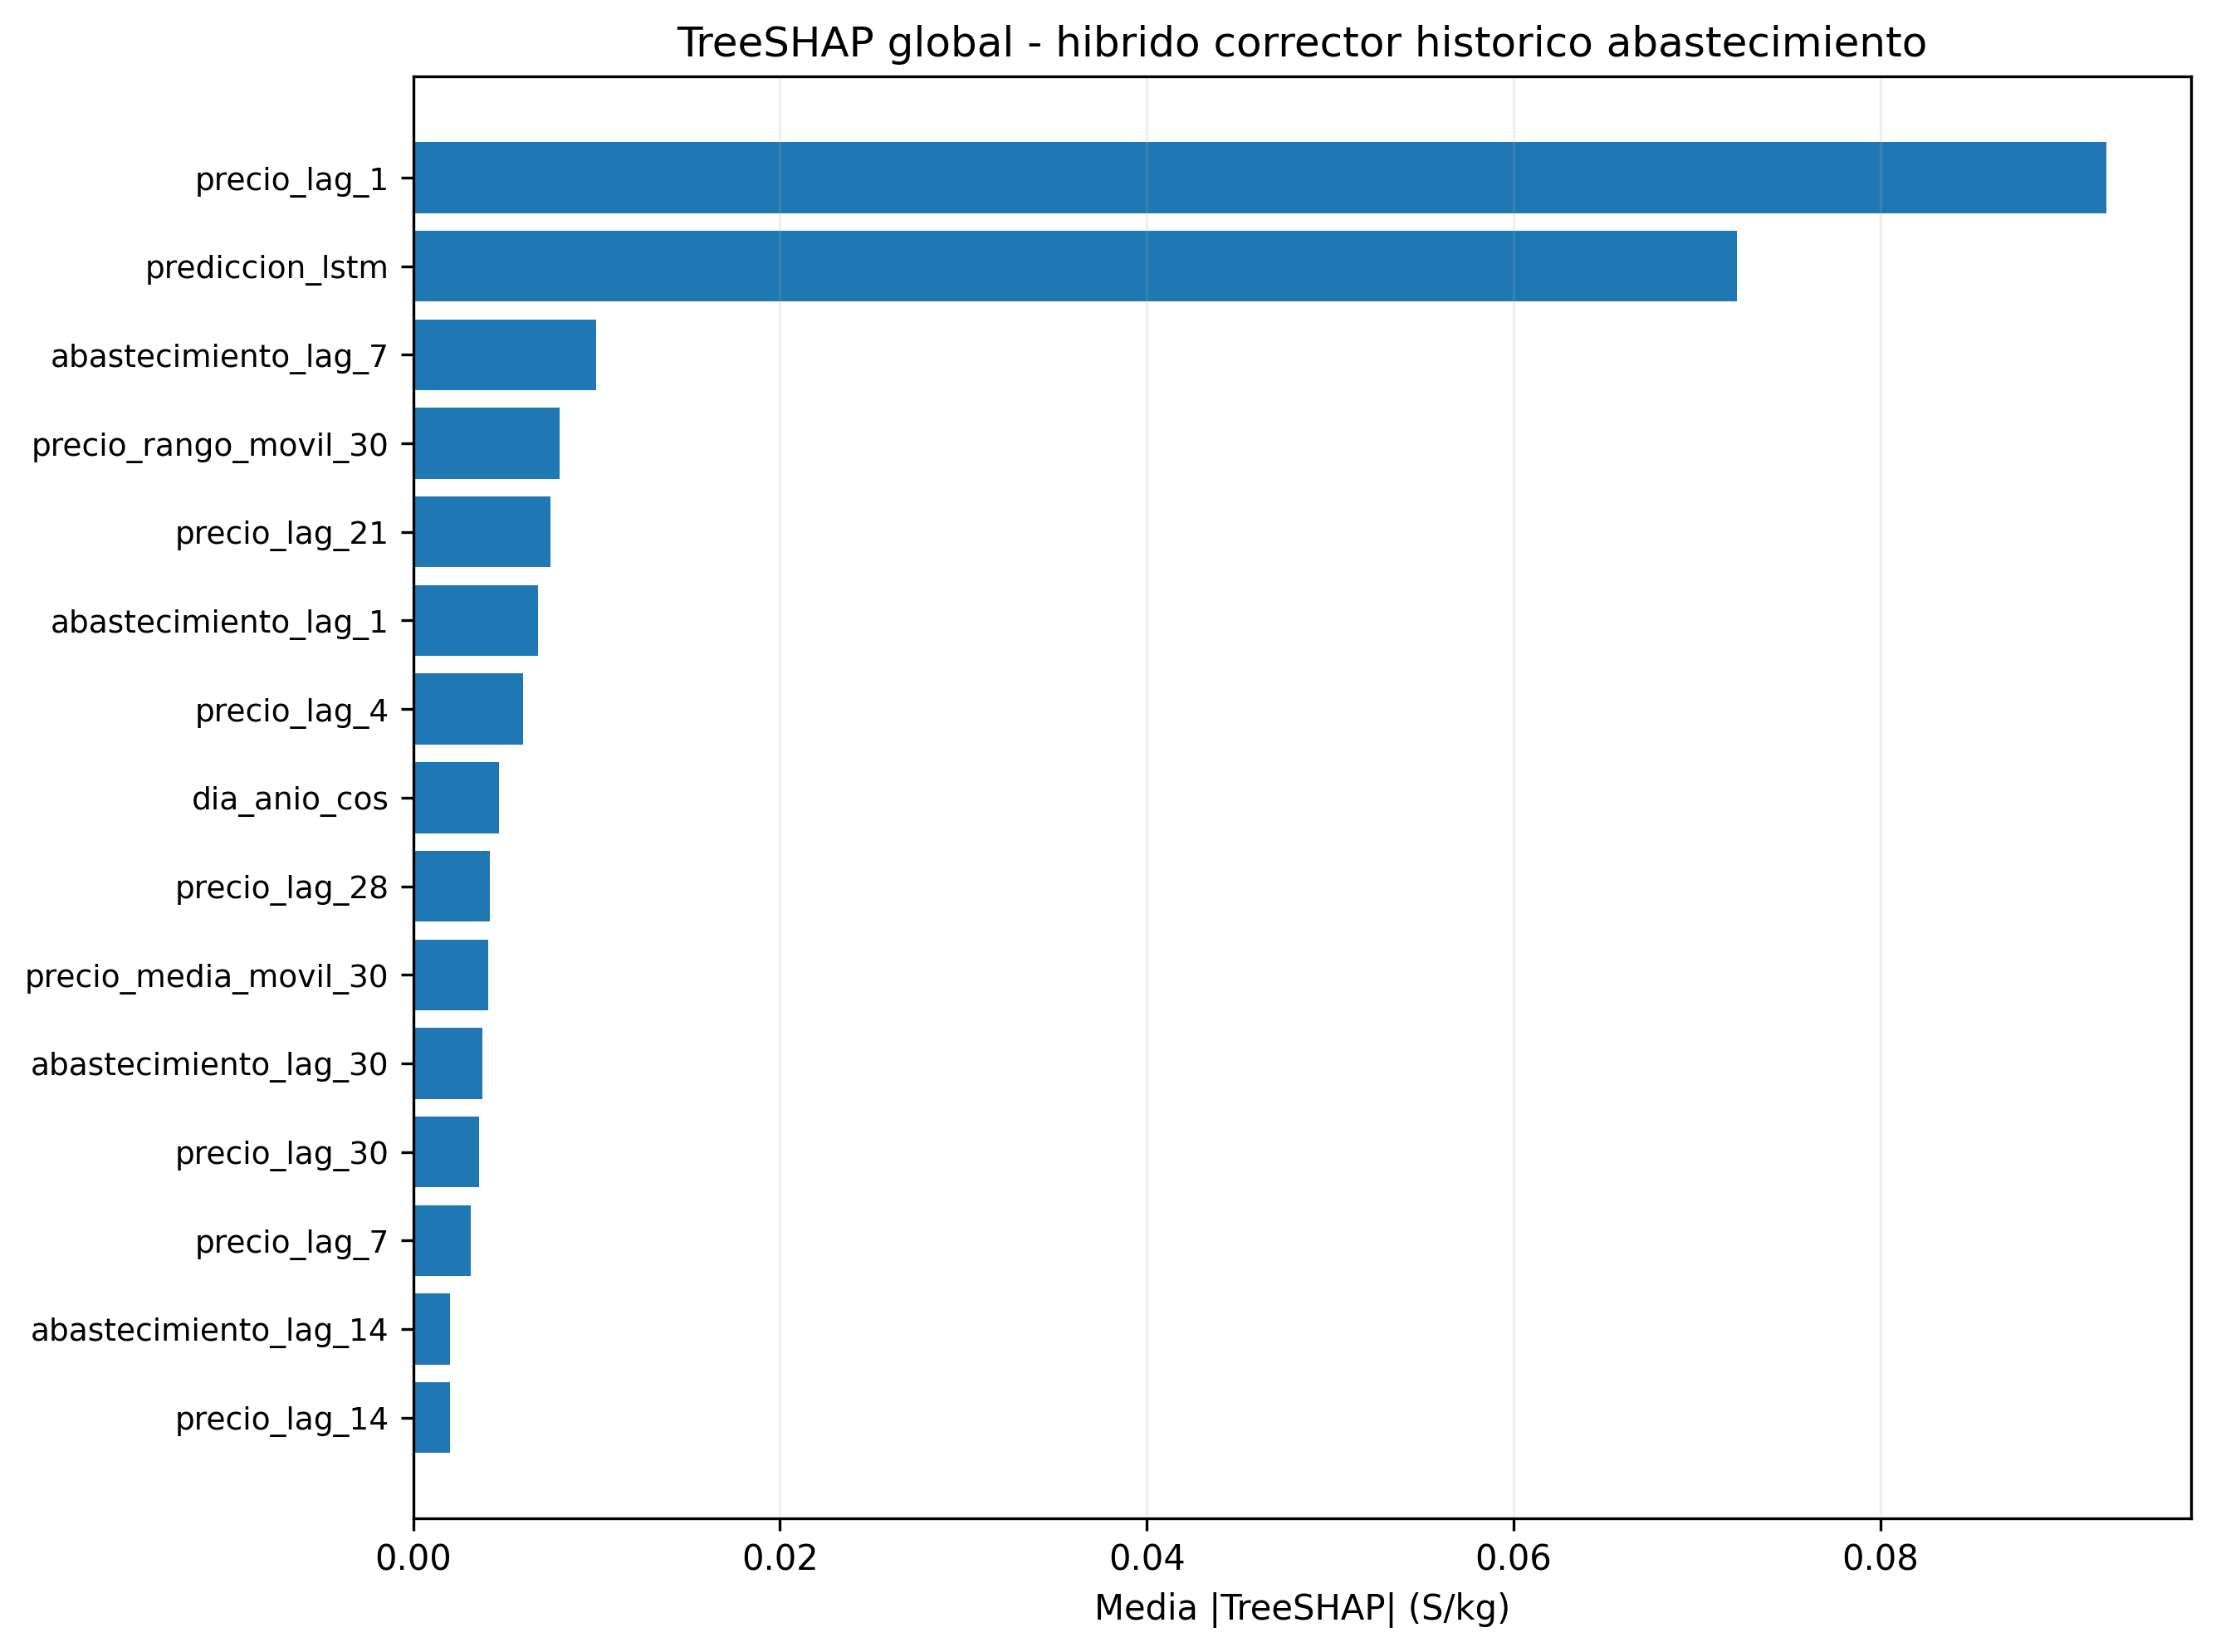 TreeSHAP global - hibrido corrector historico abastecimiento
precio_lag_1
prediccion_lstm
abastecimiento_lag_7
precio_rango_movil_30
precio_lag_21
abastecimiento_lag_1
precio_lag_4
dia_anio_cos
precio_lag_28
precio_media_movil_30
abastecimiento_lag_30
precio_lag_30
precio_lag_7
abastecimiento_lag_14
precio_lag_14
0.00 0.02 0.04 0.06 0.08
Media |TreeSHAP| (S/kg)